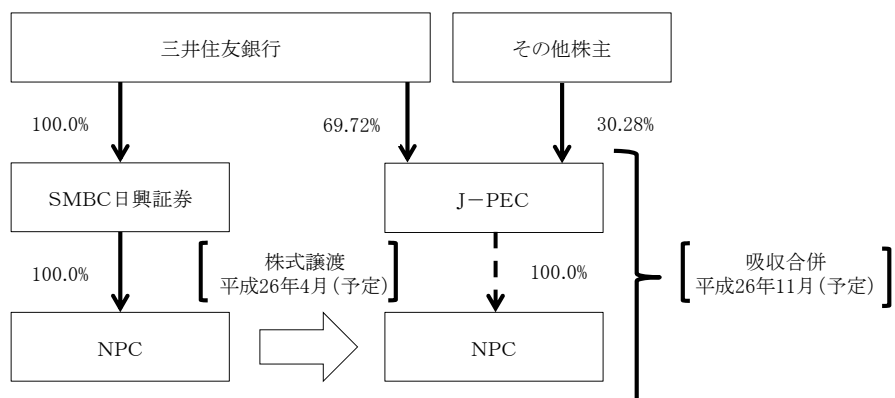 三井住友銀行
その他株主
100.0%
69.72%
30.28%
SMBC日興証券
J－PEC
100.0%
株式譲渡
平成26年4月（予定）
100.0%
吸収合併
平成26年11月（予定）
NPC
NPC